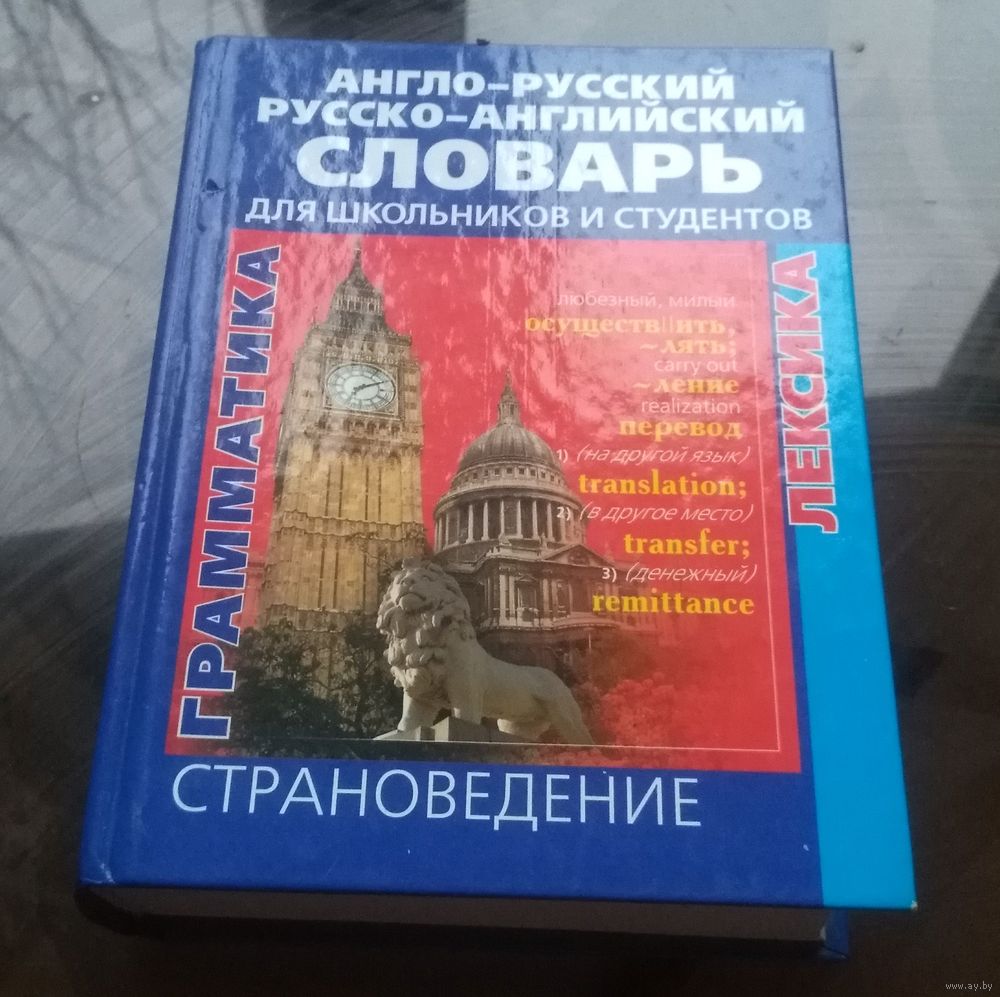 АНГЛО-РУССКИЙ
РУССКО-АНГЛИЙСКИЙ
СЛОВАРЬ
ДЛЯ ШКОЛЬНИКОВ И СТУДЕНТОВ
ГРАММАТИКА
ЛЕКСИКА
любезный, милый
осуществ||ить,
~лять;
carry out
~ление
realization
перевод
1) (на другой язык)
translation;
2) (в другое место)
transfer;
3) (денежный)
remittance
СТРАНОВЕДЕНИЕ
www.ay.by